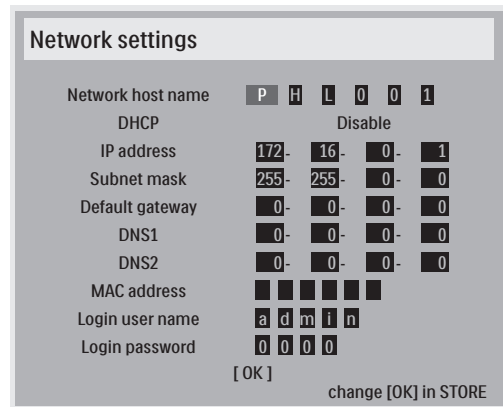 Network settings
Network host name P H L 0 0 1
DHCP Disable
IP address 172- 16- 0- 1
Subnet mask 255- 255- 0- 0
Default gateway 0- 0- 0- 0
DNS1 0- 0- 0- 0
DNS2 0- 0- 0- 0
MAC address
Login user name a d m i n
Login password 0 0 0 0
[ OK ]
change [OK] in STORE